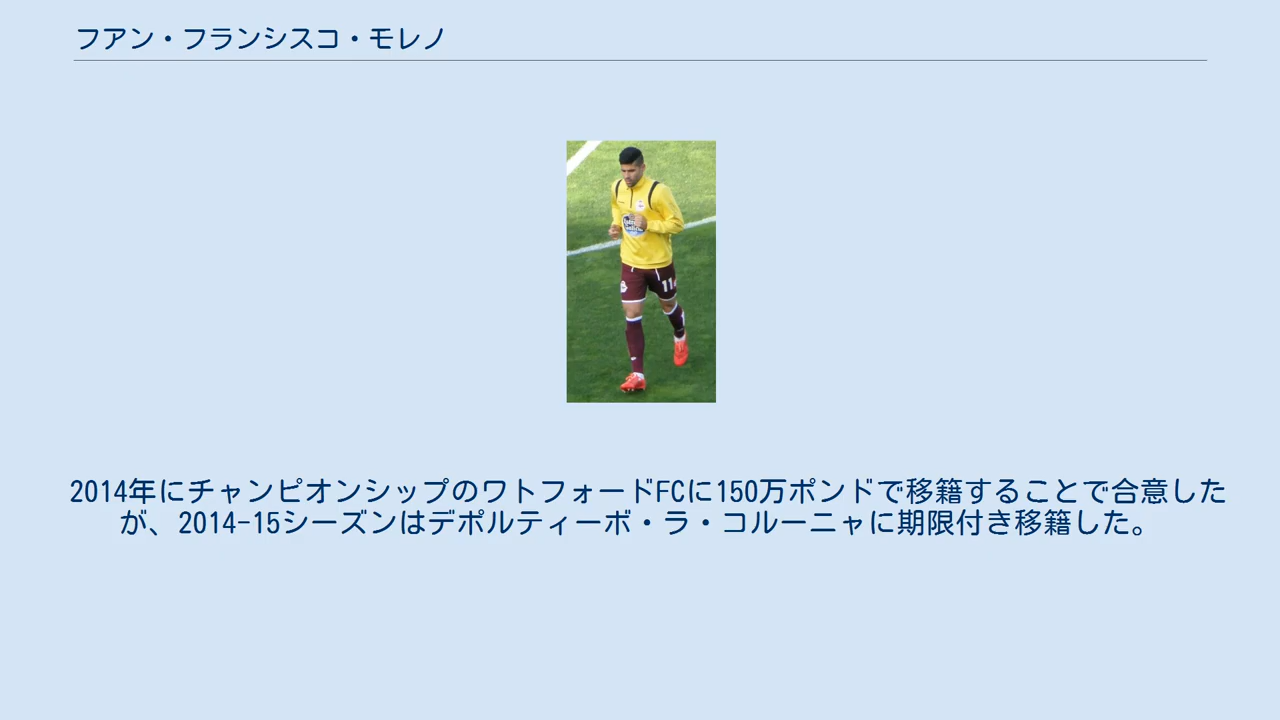 フアン・フランシスコ・モレノ
11
2014年にチャンピオンシップのワトフォードFCに150万ポンドで移籍することで合意した
が、2014-15シーズンはデポルティーボ・ラ・コルーニャに期限付き移籍した。